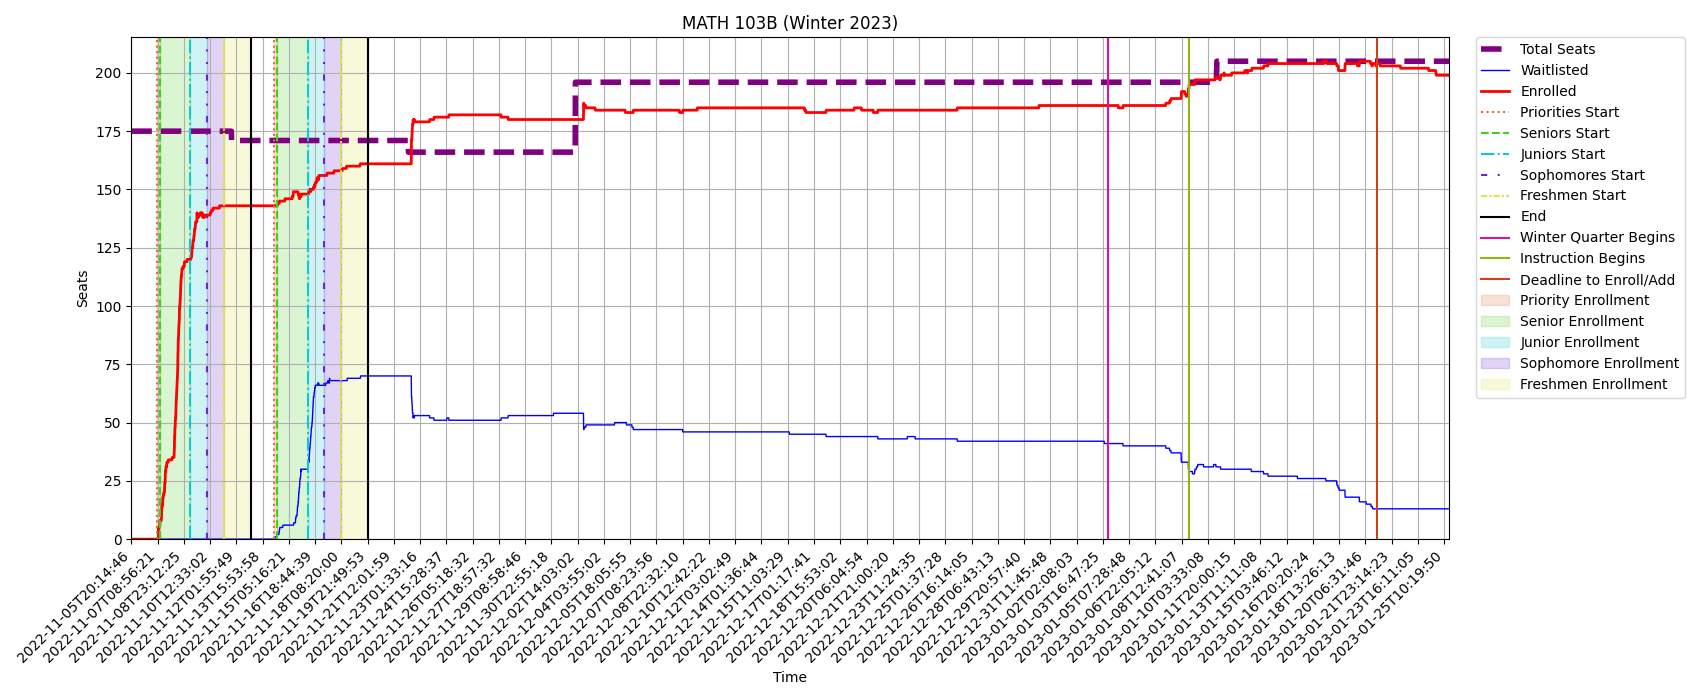 MATH 103B (Winter 2023)
Seats
200
175
150
125
100
75
50
25
0
2022-11-05T20:14:46
2022-11-07T08:56:21
2022-11-08T23:12:25
2022-11-10T12:33:02
2022-11-12T01:55:49
2022-11-13T15:53:58
2022-11-15T05:16:21
2022-11-16T18:44:39
2022-11-18T08:20:00
2022-11-19T21:49:53
2022-11-21T12:01:59
2022-11-23T01:33:16
2022-11-24T15:28:37
2022-11-26T05:18:32
2022-11-27T18:57:32
2022-11-29T08:58:46
2022-11-30T22:55:18
2022-12-02T14:03:02
2022-12-04T03:55:02
2022-12-05T18:05:55
2022-12-07T08:23:56
2022-12-08T22:32:10
2022-12-10T12:42:22
2022-12-12T03:02:49
2022-12-14T01:36:44
2022-12-15T11:03:29
2022-12-17T01:17:41
2022-12-18T15:53:02
2022-12-20T06:04:54
2022-12-21T21:00:20
2022-12-23T11:24:35
2022-12-25T01:37:28
2022-12-26T16:14:05
2022-12-28T06:43:13
2022-12-29T20:57:40
2022-12-31T11:45:48
2023-01-02T02:08:03
2023-01-03T16:47:25
2023-01-05T07:28:48
2023-01-06T22:05:12
2023-01-08T12:41:07
2023-01-10T03:33:08
2023-01-11T20:00:15
2023-01-13T11:11:08
2023-01-15T03:46:12
2023-01-16T21:20:24
2023-01-18T13:26:13
2023-01-20T06:31:46
2023-01-21T23:14:23
2023-01-23T16:11:05
2023-01-25T10:19:50
Time
Total Seats
Waitlisted
Enrolled
Priorities Start
Seniors Start
Juniors Start
Sophomores Start
Freshmen Start
End
Winter Quarter Begins
Instruction Begins
Deadline to Enroll/Add
Priority Enrollment
Senior Enrollment
Junior Enrollment
Sophomore Enrollment
Freshmen Enrollment